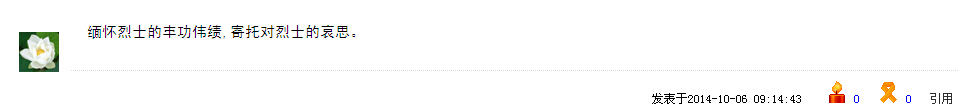 缅怀烈士的丰功伟绩,寄托对烈士的哀思。
发表于2014-10-06 09:14:43 0 0 引用